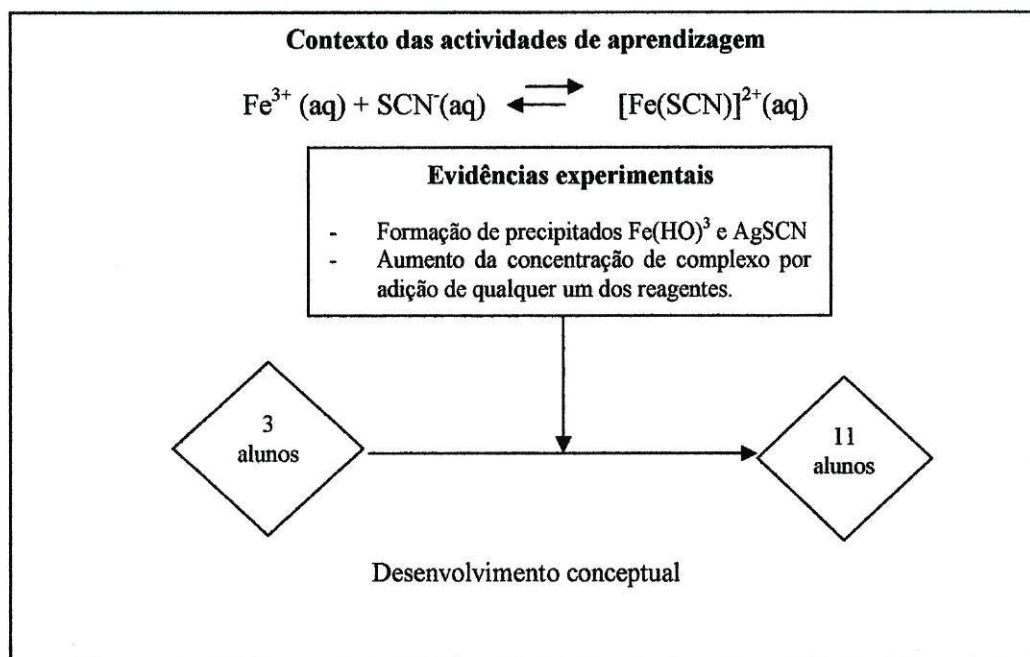 Contexto das actividades de aprendizagem
Fe³⁺ (aq) + SCN⁻(aq) ⇄ [Fe(SCN)]²⁺(aq)
Evidências experimentais
- Formação de precipitados Fe(HO)³ e AgSCN
- Aumento da concentração de complexo por
adição de qualquer um dos reagentes.
3
alunos
11
alunos
Desenvolvimento conceptual